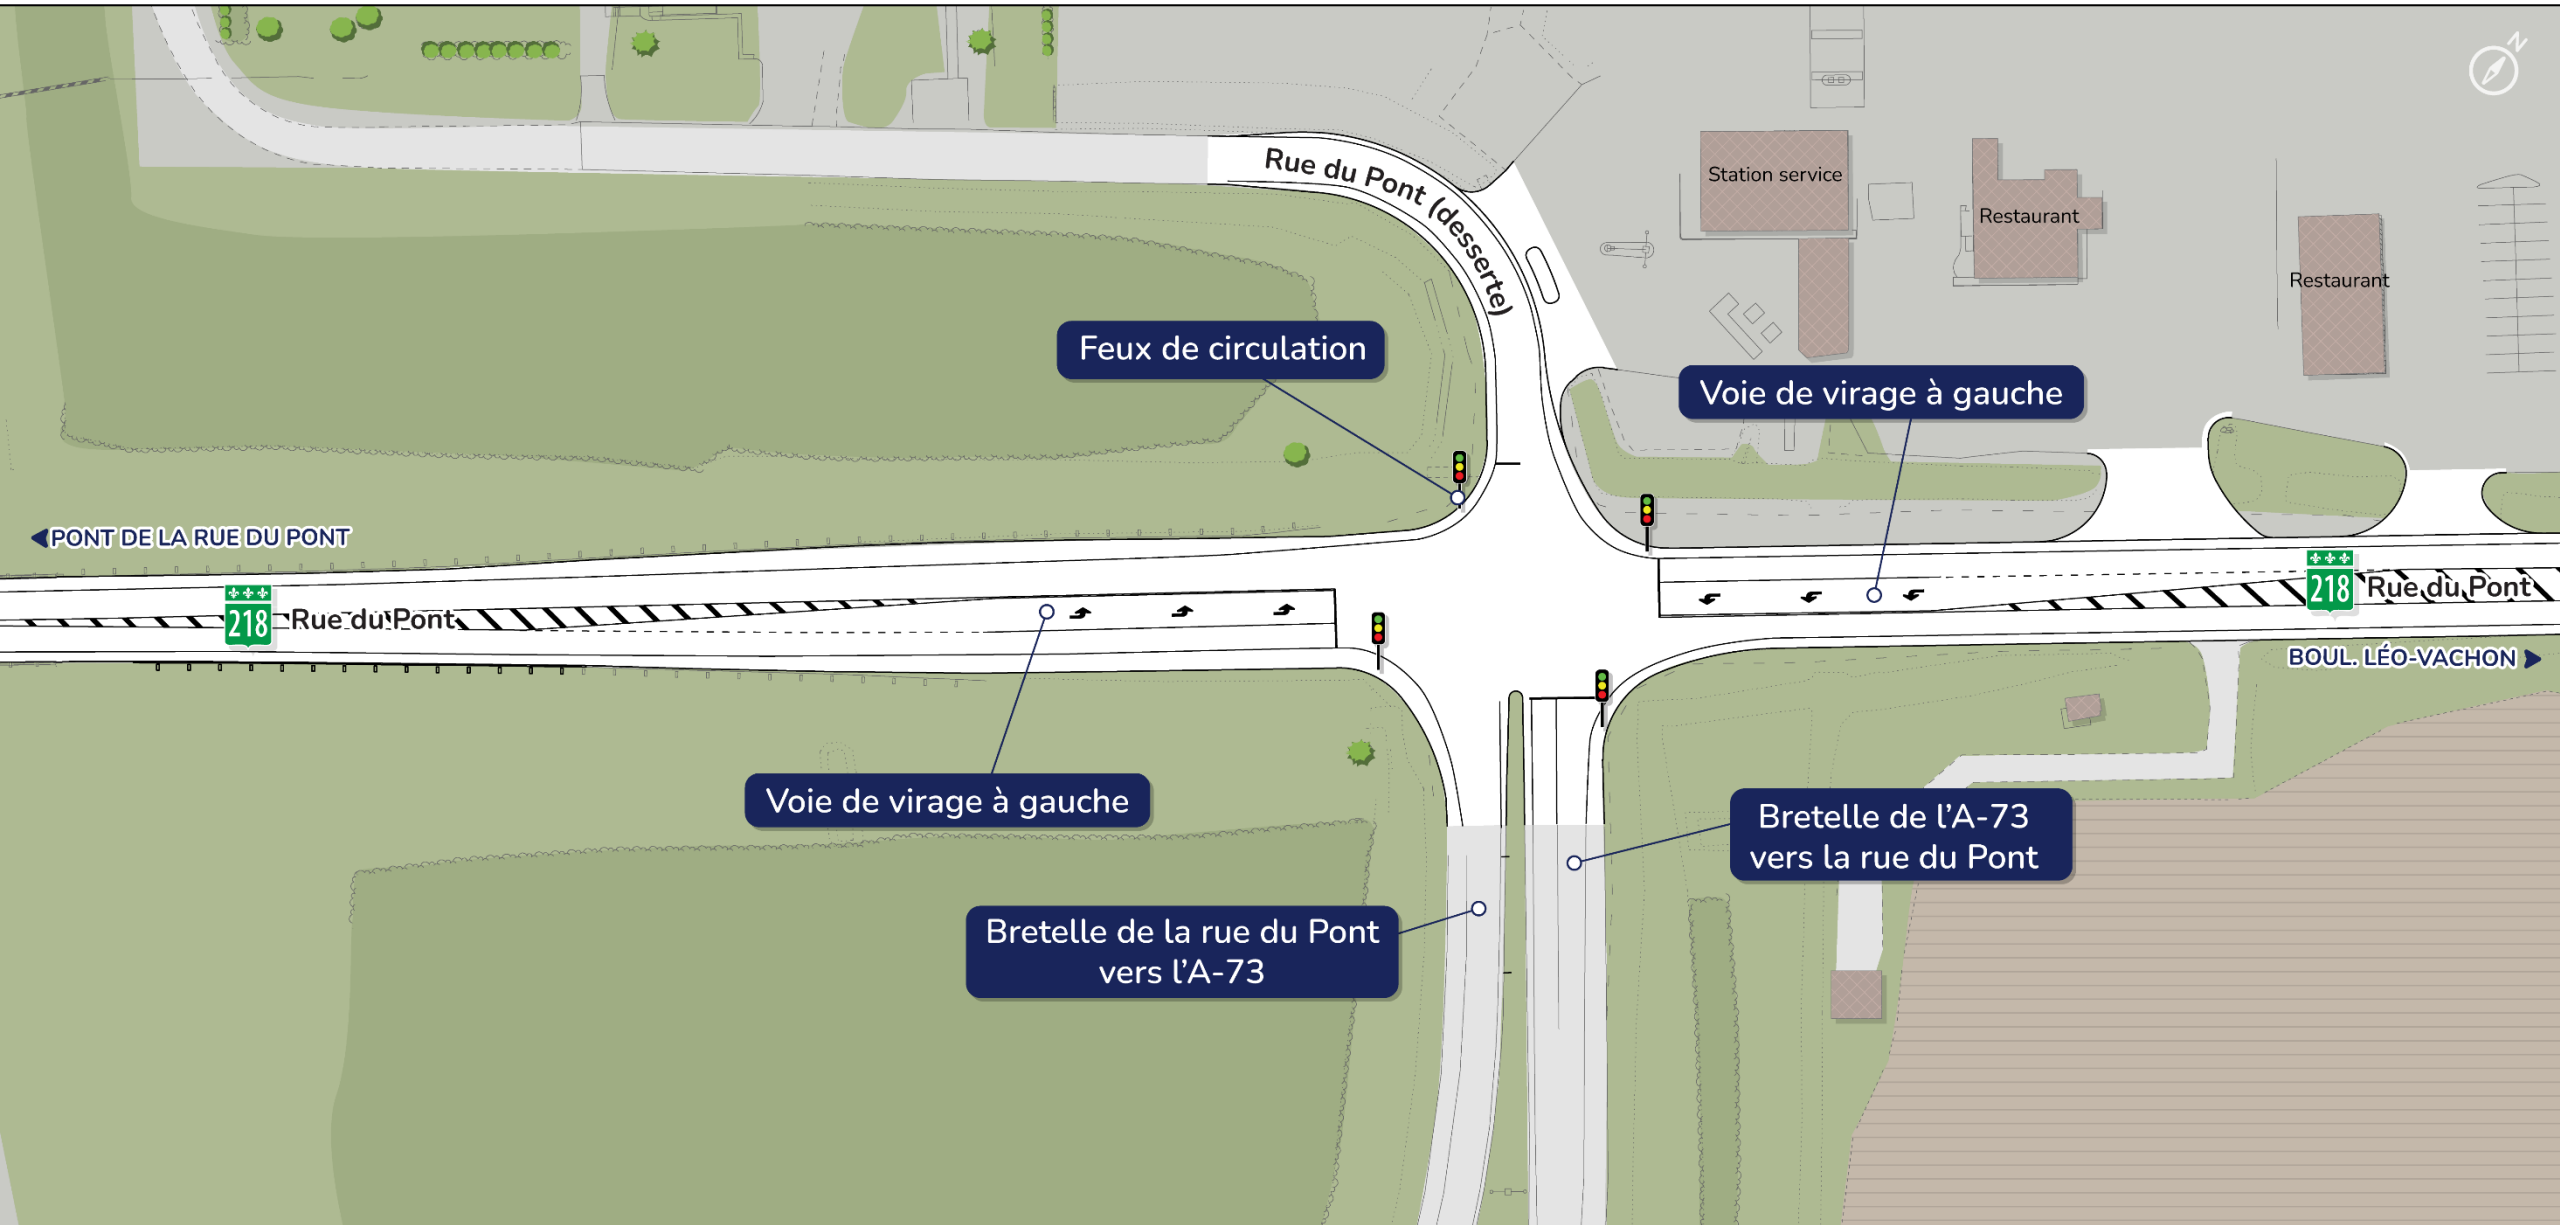 N
Rue du Pont (desserte)
Station service
Restaurant
Restaurant
Feux de circulation
Voie de virage à gauche
PONT DE LA RUE DU PONT
218
Rue du Pont
218
Rue du Pont
BOUL. LÉO-VACHON
Voie de virage à gauche
Bretelle de l'A-73
vers la rue du Pont
Bretelle de la rue du Pont
vers l'A-73